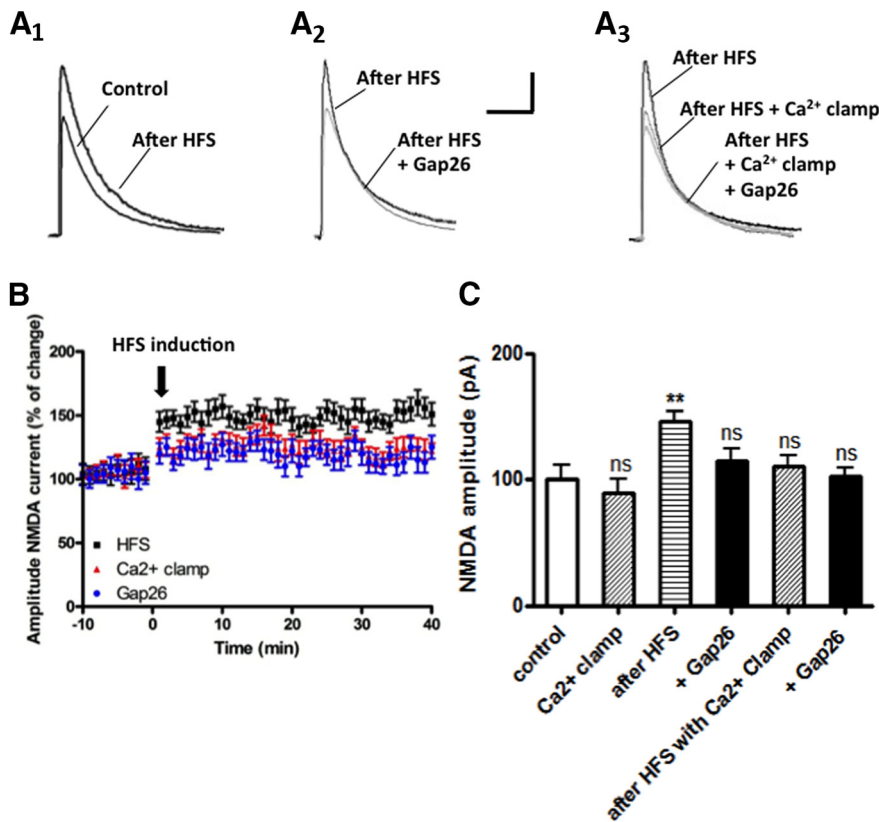 A1
A2
A3
Control
After HFS
After HFS
After HFS
+ Gap26
After HFS
After HFS + Ca2+ clamp
After HFS
+ Ca2+ clamp
+ Gap26
B
Amplitude NMDA current (% of change)
200
150
100
50
0
HFS induction
HFS
Ca2+ clamp
Gap26
-10
0
10
20
30
40
Time (min)
C
NMDA amplitude (pA)
200
100
0
ns
**
ns
ns
ns
control
Ca2+ clamp
after HFS
+ Gap26
after HFS with Ca2+ Clamp
+ Gap26